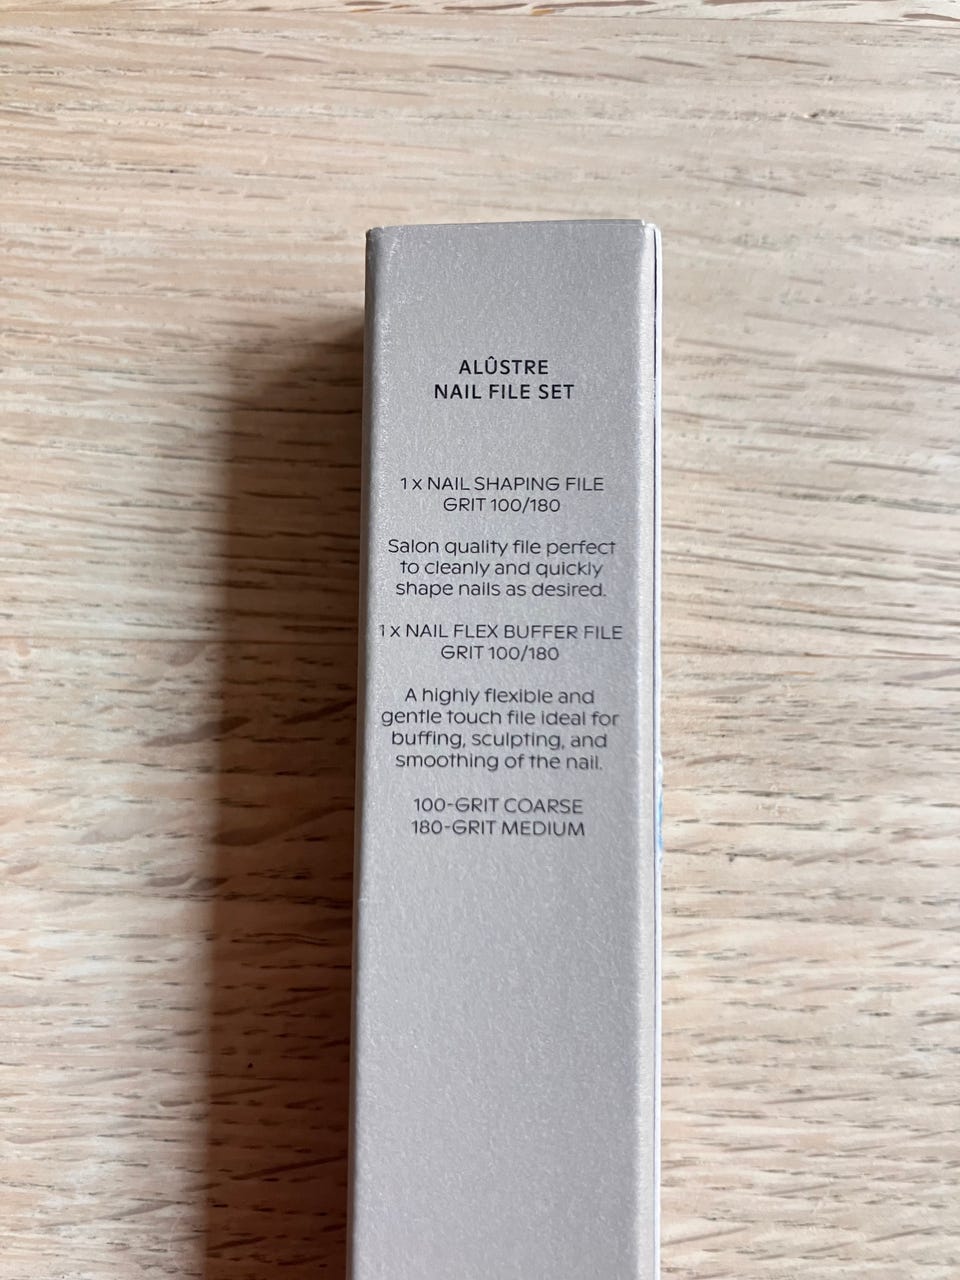 ALÛSTRE
NAIL FILE SET
1 x NAIL SHAPING FILE
GRIT 100/180
Salon quality file perfect
to cleanly and quickly
shape nails as desired.
1 x NAIL FLEX BUFFER FILE
GRIT 100/180
A highly flexible and
gentle touch file ideal for
buffing, sculpting, and
smoothing of the nail.
100-GRIT COARSE
180-GRIT MEDIUM